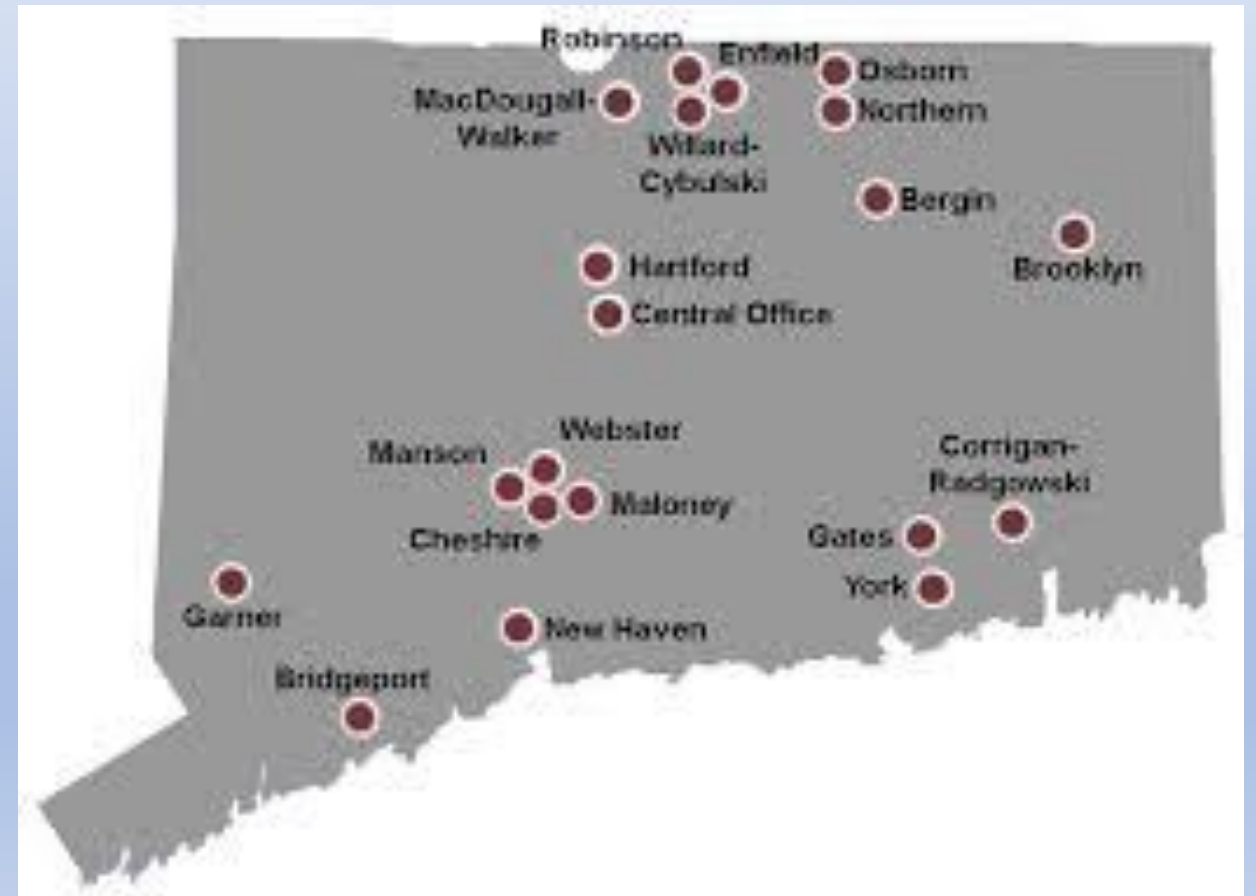 Robinson
Enfield
Osborn
MacDougall-
Walker
Northern
Willard-
Cybulski
Bergin
Brooklyn
Hartford
Central Office
Webster
Manson
Corrigan-
Radgowski
Maloney
Cheshire
Gates
York
Garner
New Haven
Bridgeport